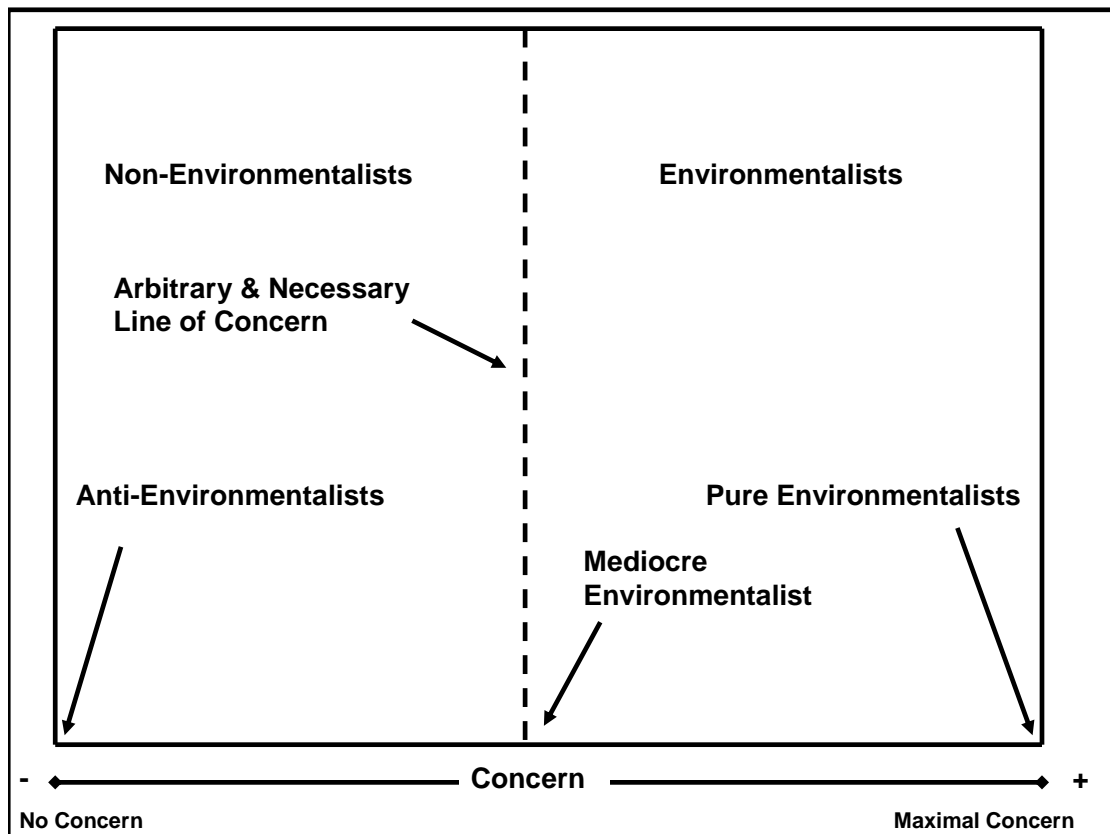 Non-Environmentalists
Environmentalists
Arbitrary & Necessary
Line of Concern
Anti-Environmentalists
Pure Environmentalists
Mediocre
Environmentalist
- Concern +
No Concern
Maximal Concern